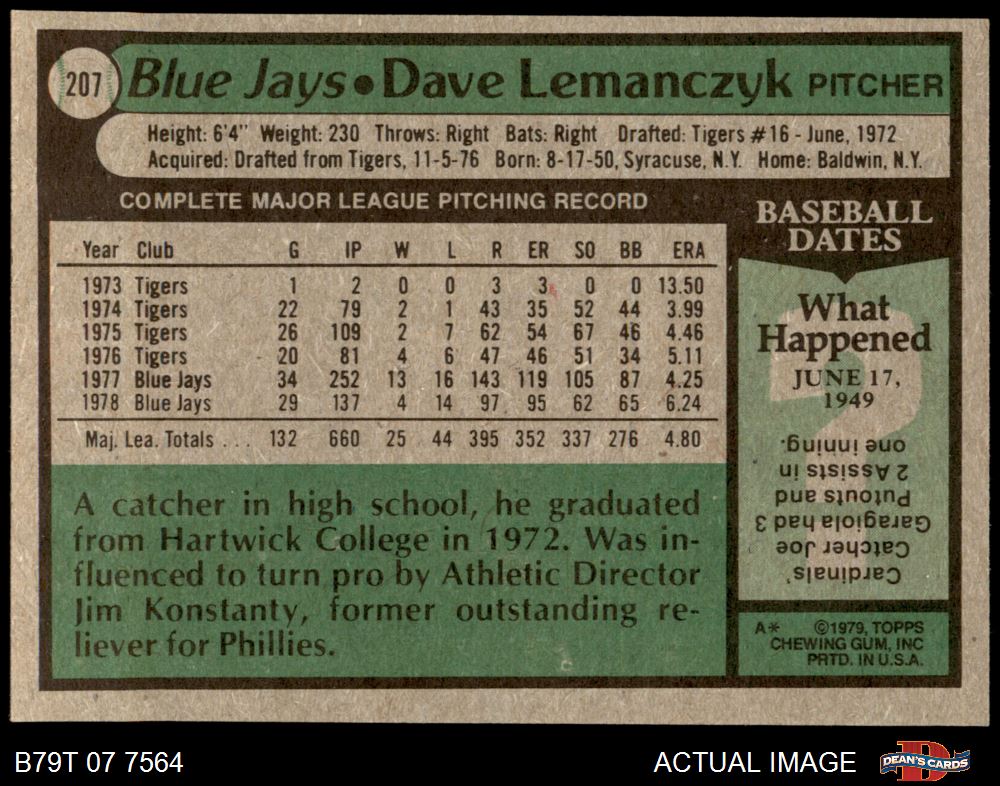 207 Blue Jays • Dave Lemanczyk PITCHER
Height: 6'4" Weight: 230 Throws: Right Bats: Right Drafted: Tigers #16 - June, 1972
Acquired: Drafted from Tigers, 11-5-76 Born: 8-17-50, Syracuse, N.Y. Home: Baldwin, N.Y.
COMPLETE MAJOR LEAGUE PITCHING RECORD
Year Club G IP W L R ER SO BB ERA
1973 Tigers 1 2 0 0 3 3 0 0 13.50
1974 Tigers 22 79 2 1 43 35 52 44 3.99
1975 Tigers 26 109 2 7 62 54 67 46 4.46
1976 Tigers 20 81 4 6 47 46 51 34 5.11
1977 Blue Jays 34 252 13 16 143 119 105 87 4.25
1978 Blue Jays 29 137 4 14 97 95 62 65 6.24
Maj. Lea. Totals . . . 132 660 25 44 395 352 337 276 4.80
A catcher in high school, he graduated
from Hartwick College in 1972. Was in-
fluenced to turn pro by Athletic Director
Jim Konstanty, former outstanding re-
liever for Phillies.
BASEBALL
DATES
What
Happened
JUNE 17,
1949
Cardinals'
Catcher Joe
Garagiola had 3
Putouts and
2 Assists in
one inning.
A* ©1979, TOPPS
CHEWING GUM, INC
PRTD. IN U.S.A.
B79T 07 7564
ACTUAL IMAGE
D
DEAN'S CARDS